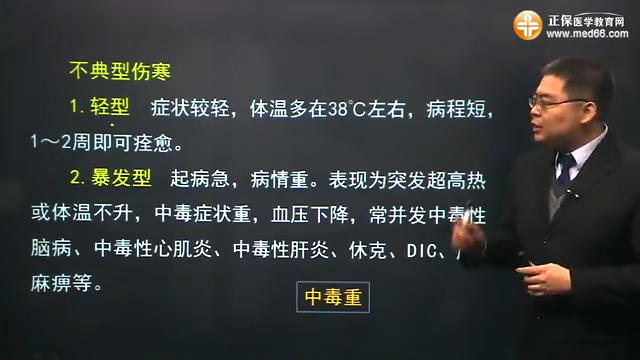 正保医学教育网
www.med66.com
不典型伤寒
1.轻型 症状较轻，体温多在38℃左右，病程短，
1～2周即可痊愈。
2.暴发型 起病急，病情重。表现为突发超高热
或体温不升，中毒症状重，血压下降，常并发中毒性
脑病、中毒性心肌炎、中毒性肝炎、休克、DIC、
麻痹等。
中毒重